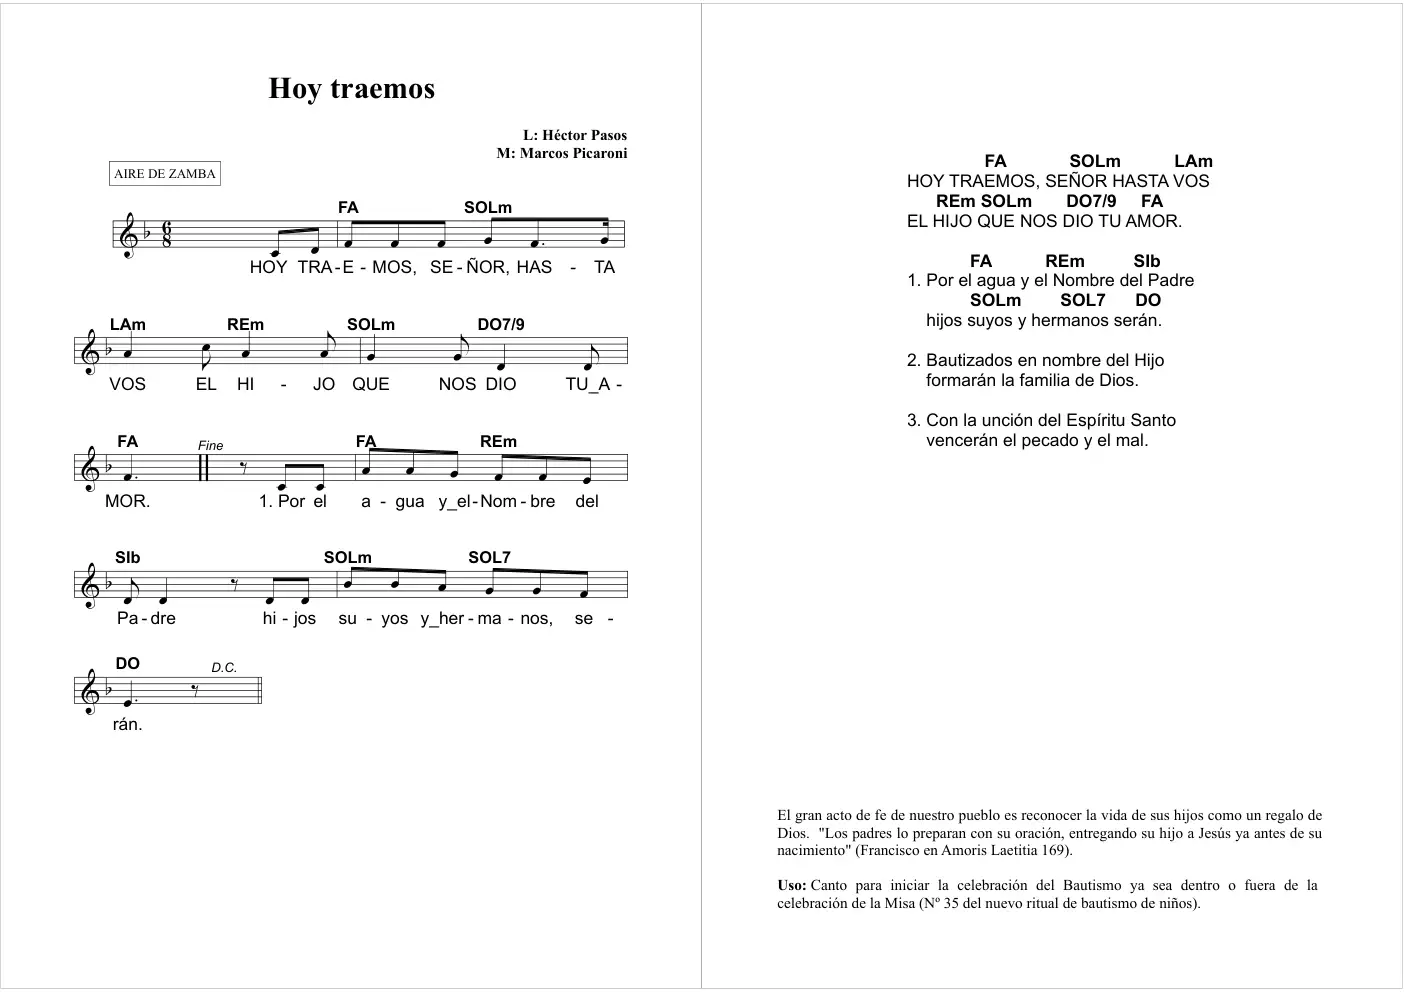 Hoy traemos
L: Héctor Pasos
M: Marcos Picaroni
AIRE DE ZAMBA
FA SOLm
6
8
HOY TRA - E - MOS, SE - ÑOR, HAS - TA
LAm REm SOLm DO7/9
VOS EL HI - JO QUE NOS DIO TU_A -
FA Fine FA REm
MOR. 1. Por el a - gua y_el - Nom - bre del
SIb SOLm SOL7
Pa - dre hi - jos su - yos y_her - ma - nos, se -
DO D.C.
rán.
FA SOLm LAm
HOY TRAEMOS, SEÑOR HASTA VOS
REm SOLm DO7/9 FA
EL HIJO QUE NOS DIO TU AMOR.
FA REm SIb
1. Por el agua y el Nombre del Padre
SOLm SOL7 DO
hijos suyos y hermanos serán.
2. Bautizados en nombre del Hijo
formarán la familia de Dios.
3. Con la unción del Espíritu Santo
vencerán el pecado y el mal.
El gran acto de fe de nuestro pueblo es reconocer la vida de sus hijos como un regalo de
Dios. "Los padres lo preparan con su oración, entregando su hijo a Jesús ya antes de su
nacimiento" (Francisco en Amoris Laetitia 169).
Uso: Canto para iniciar la celebración del Bautismo ya sea dentro o fuera de la
celebración de la Misa (Nº 35 del nuevo ritual de bautismo de niños).